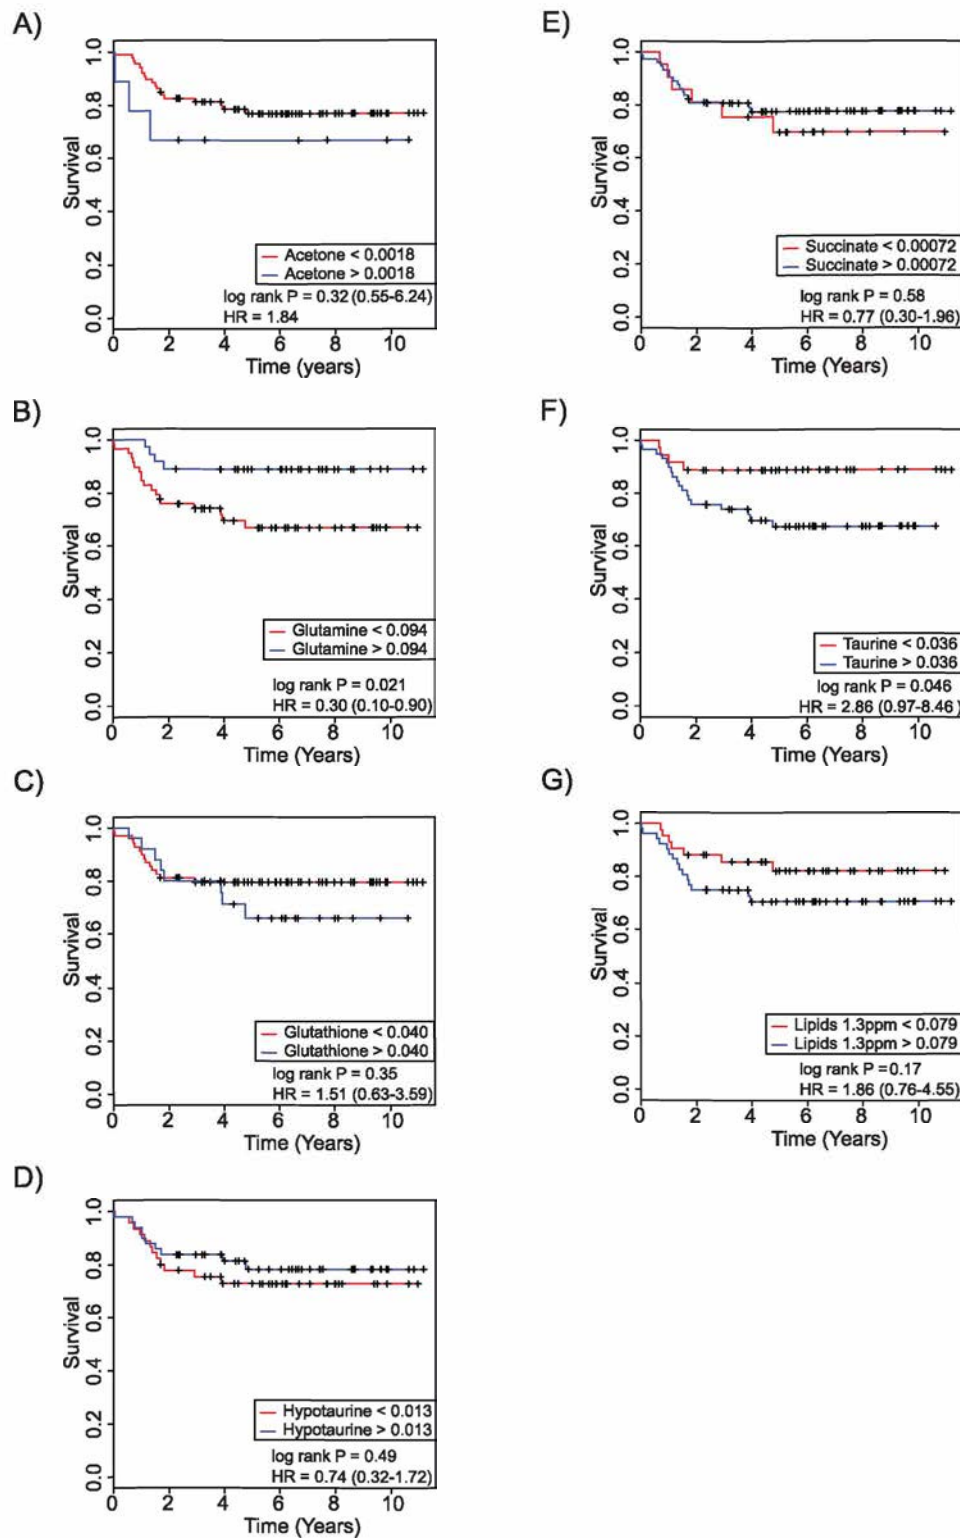 A)
Survival
0.0 0.2 0.4 0.6 0.8 1.0
Acetone < 0.0018
Acetone > 0.0018
log rank P = 0.32 (0.55-6.24)
HR = 1.84
0 2 4 6 8 10
Time (years)
B)
Survival
0.0 0.2 0.4 0.6 0.8 1.0
Glutamine < 0.094
Glutamine > 0.094
log rank P = 0.021
HR = 0.30 (0.10-0.90)
0 2 4 6 8 10
Time (Years)
C)
Survival
0.0 0.2 0.4 0.6 0.8 1.0
Glutathione < 0.040
Glutathione > 0.040
log rank P = 0.35
HR = 1.51 (0.63-3.59)
0 2 4 6 8 10
Time (Years)
D)
Survival
0.0 0.2 0.4 0.6 0.8 1.0
Hypotaurine < 0.013
Hypotaurine > 0.013
log rank P = 0.49
HR = 0.74 (0.32-1.72)
0 2 4 6 8 10
Time (Years)
E)
Survival
0.0 0.2 0.4 0.6 0.8 1.0
Succinate < 0.00072
Succinate > 0.00072
log rank P = 0.58
HR = 0.77 (0.30-1.96)
0 2 4 6 8 10
Time (Years)
F)
Survival
0.0 0.2 0.4 0.6 0.8 1.0
Taurine < 0.036
Taurine > 0.036
log rank P = 0.046
HR = 2.86 (0.97-8.46)
0 2 4 6 8 10
Time (Years)
G)
Survival
0.0 0.2 0.4 0.6 0.8 1.0
Lipids 1.3ppm < 0.079
Lipids 1.3ppm > 0.079
log rank P =0.17
HR = 1.86 (0.76-4.55)
0 2 4 6 8 10
Time (Years)